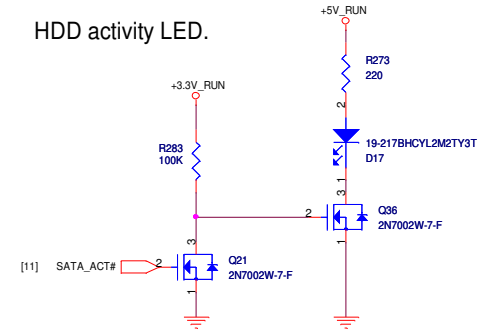 HDD activity LED.
+5V_RUN
R273
220
2
+3.3V_RUN
19-217BHCYL2M2TY3T
D17
R283
100K
1
3
2
Q36
2N7002W-7-F
1
3
[11] SATA_ACT#
2
Q21
2N7002W-7-F
1